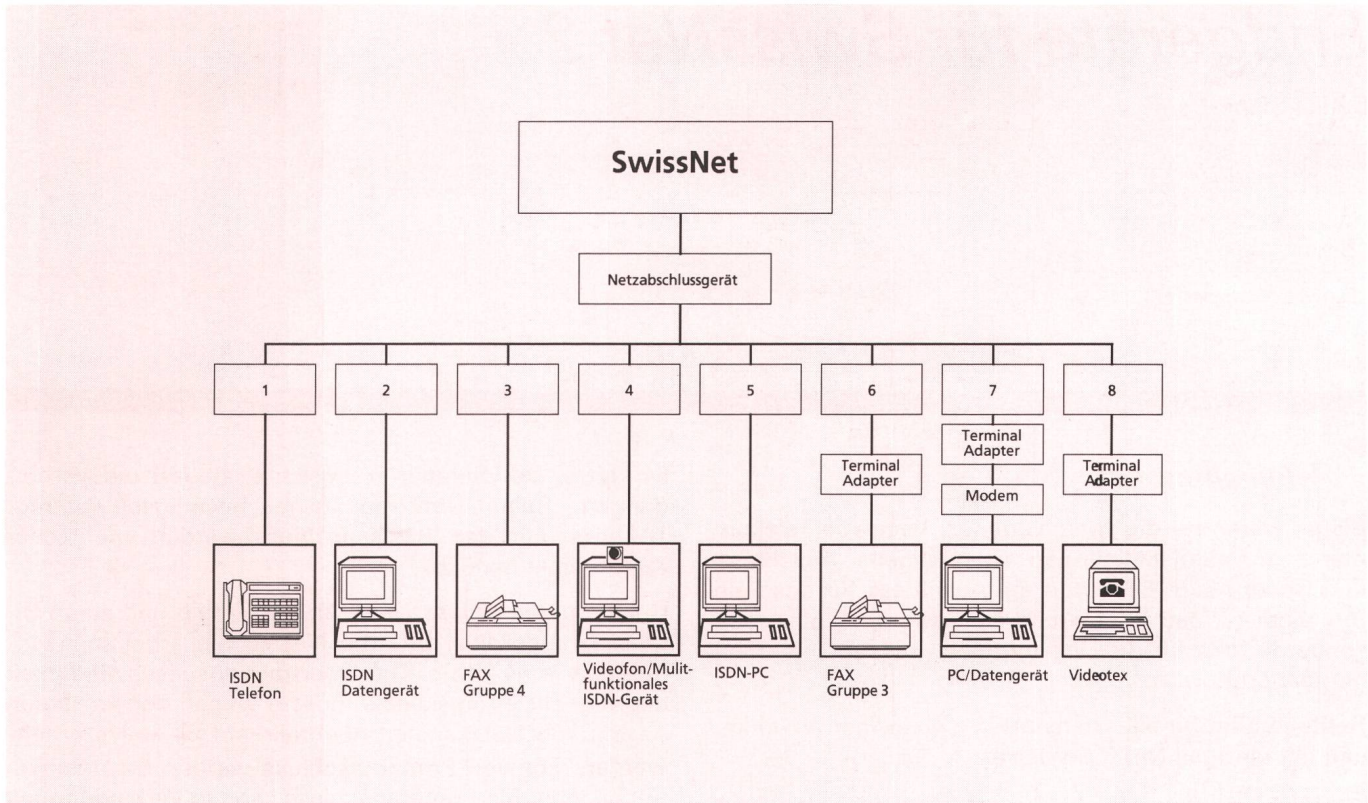 SwissNet
Netzabschlussgerät
1 2 3 4 5 6 7 8
Terminal
Adapter
Modem
Terminal
Adapter
Terminal
Adapter
ISDN
Telefon
ISDN
Datengerät
FAX
Gruppe 4
Videofon/Mulit-
funktionales
ISDN-Gerät
ISDN-PC
FAX
Gruppe 3
PC/Datengerät
Videotex